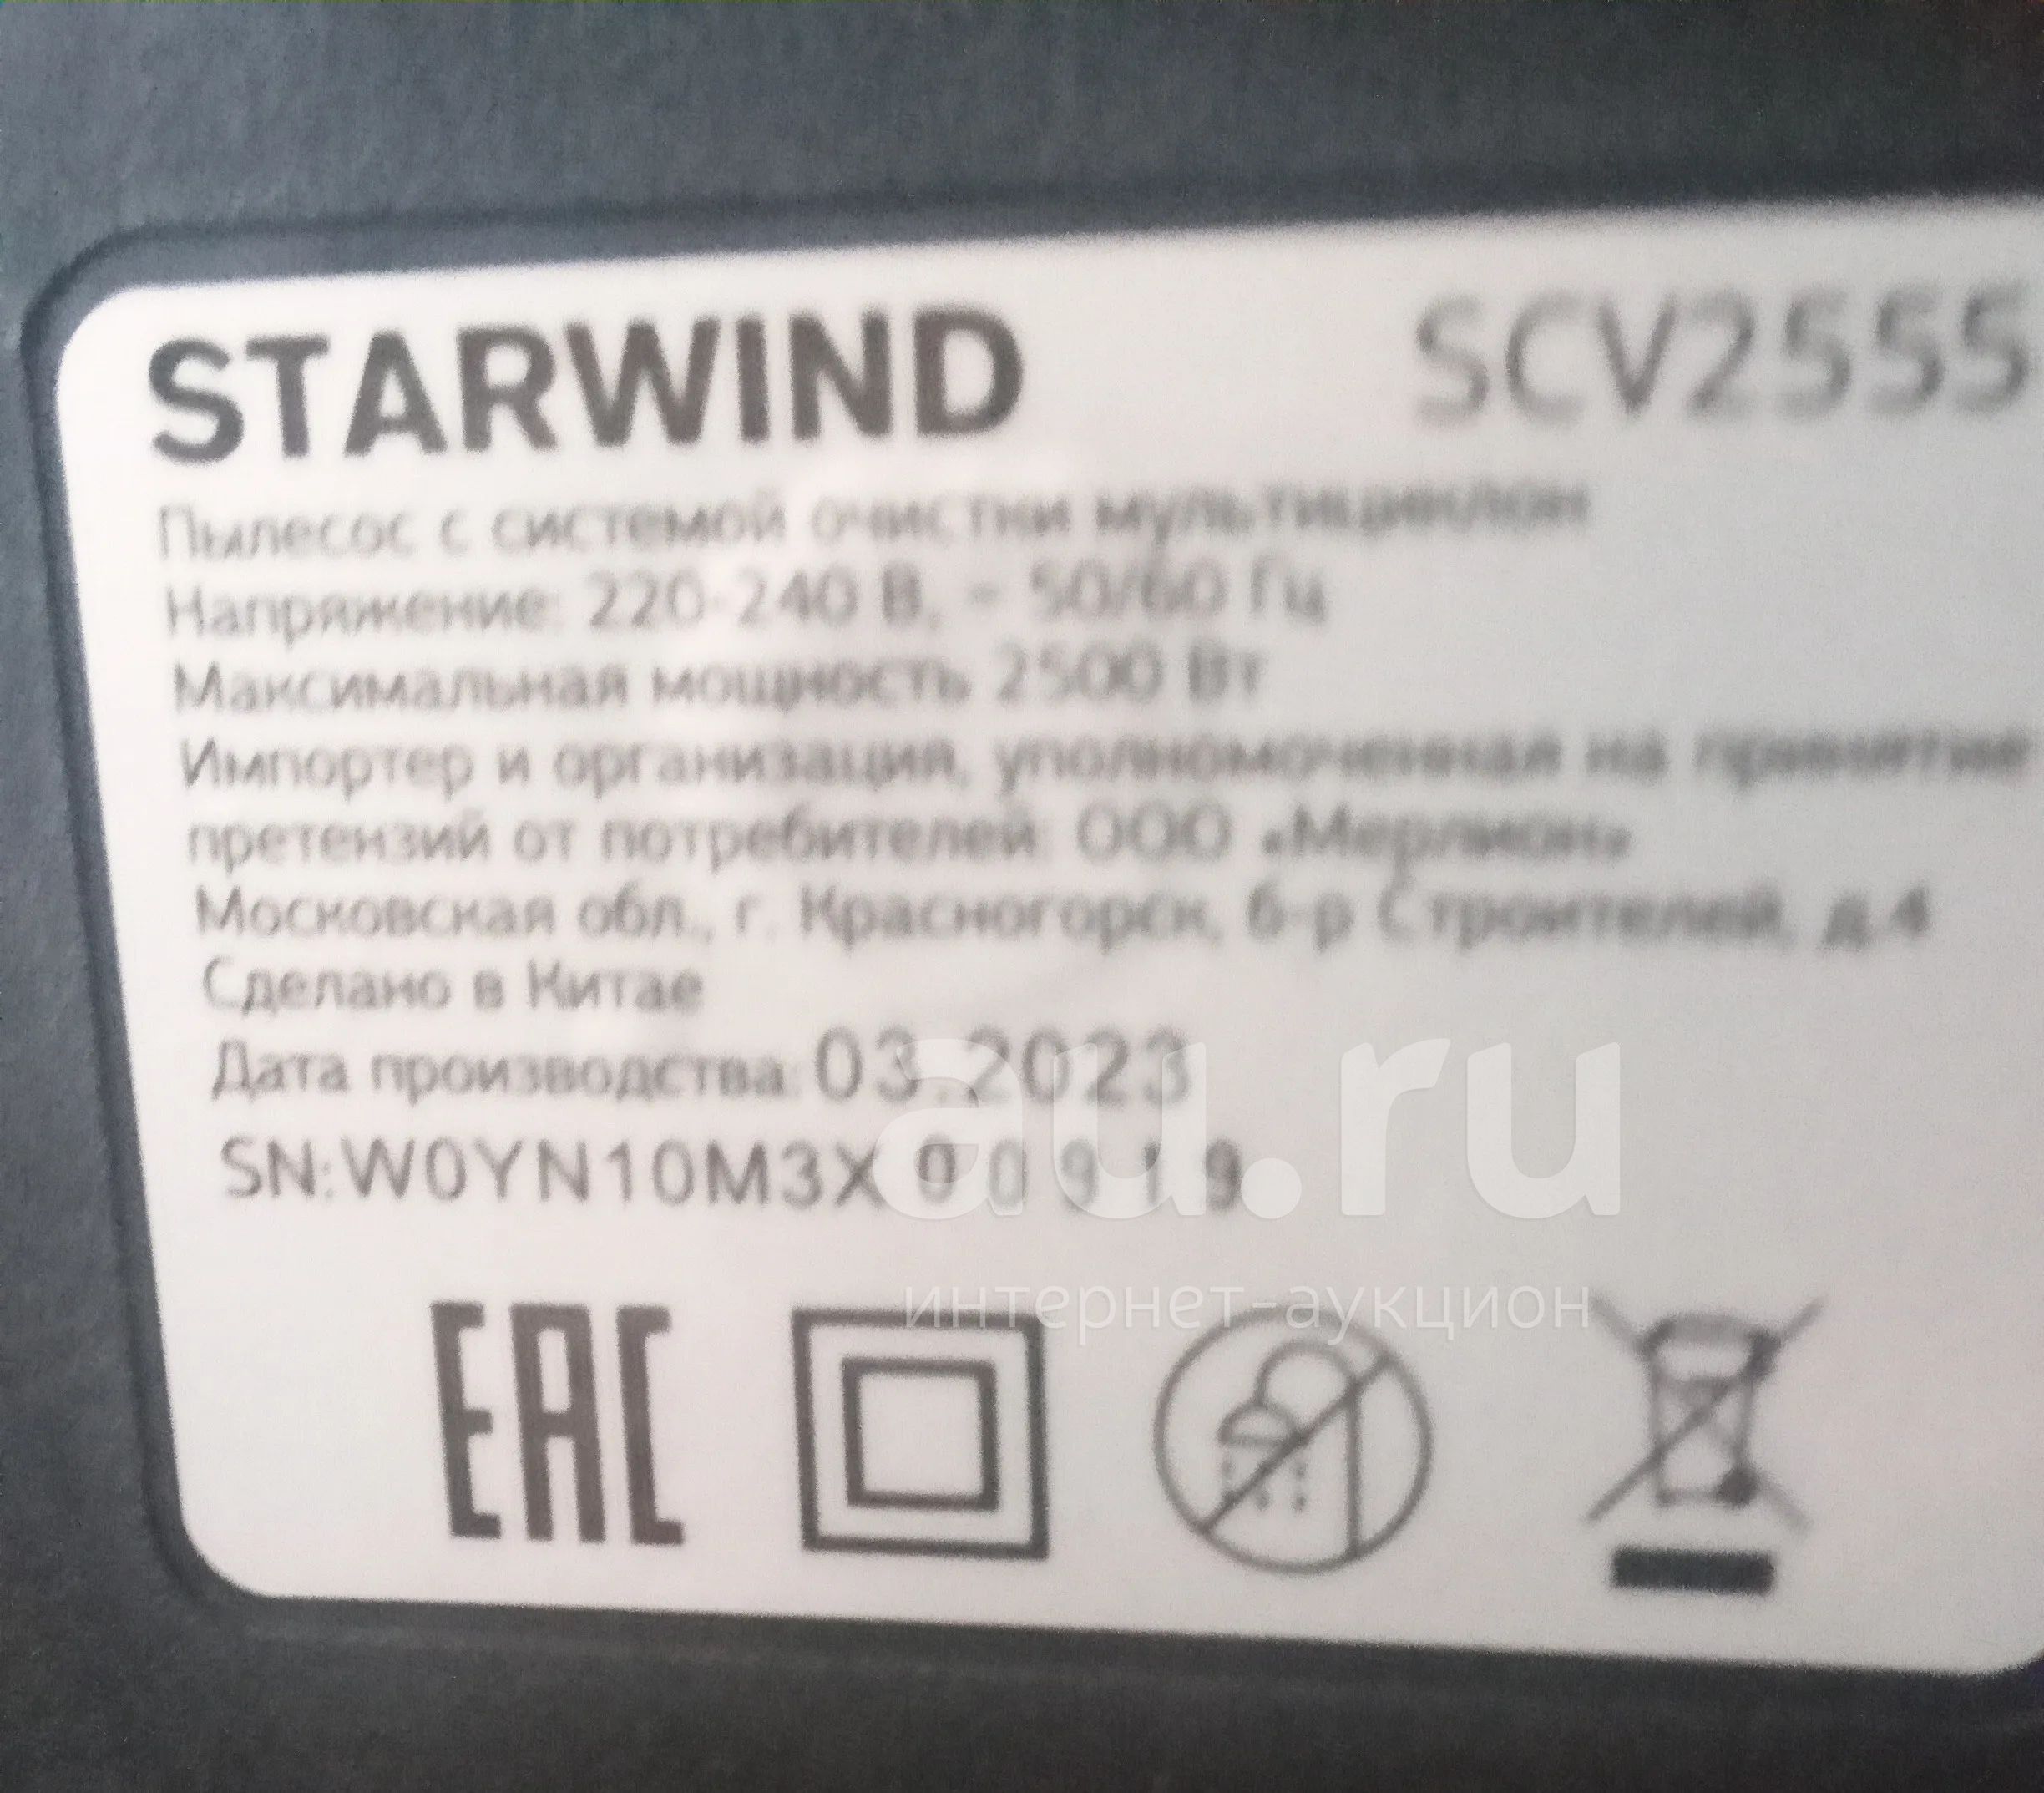 STARWIND SCV2555
Пылесос с системой очистки мультициклон
Напряжение: 220-240 В, ~ 50/60 Гц
Максимальная мощность 2500 Вт
Импортер и организация, уполномоченная на принятие
претензий от потребителей: ООО «Мерлион»
Московская обл., г. Красногорск, б-р Строителей, д.4
Сделано в Китае
Дата производства: 03.2023
SN:W0YN10M3X00919
au.ru
интернет-аукцион
EAC